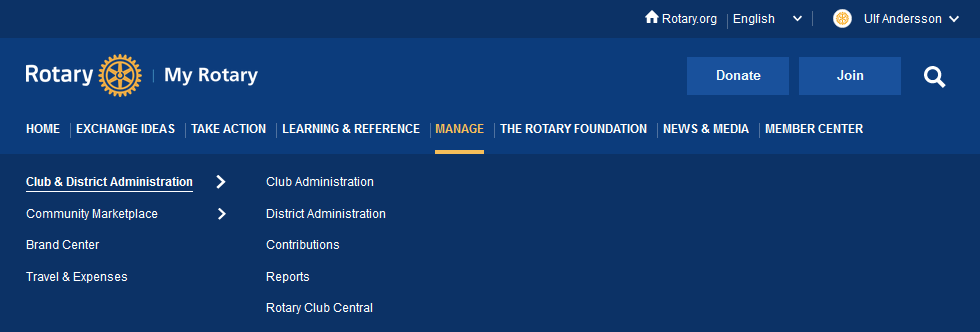 Rotary.org English Ulf Andersson
Rotary | My Rotary Donate Join
HOME EXCHANGE IDEAS TAKE ACTION LEARNING & REFERENCE MANAGE THE ROTARY FOUNDATION NEWS & MEDIA MEMBER CENTER
Club & District Administration
Community Marketplace
Brand Center
Travel & Expenses
Club Administration
District Administration
Contributions
Reports
Rotary Club Central